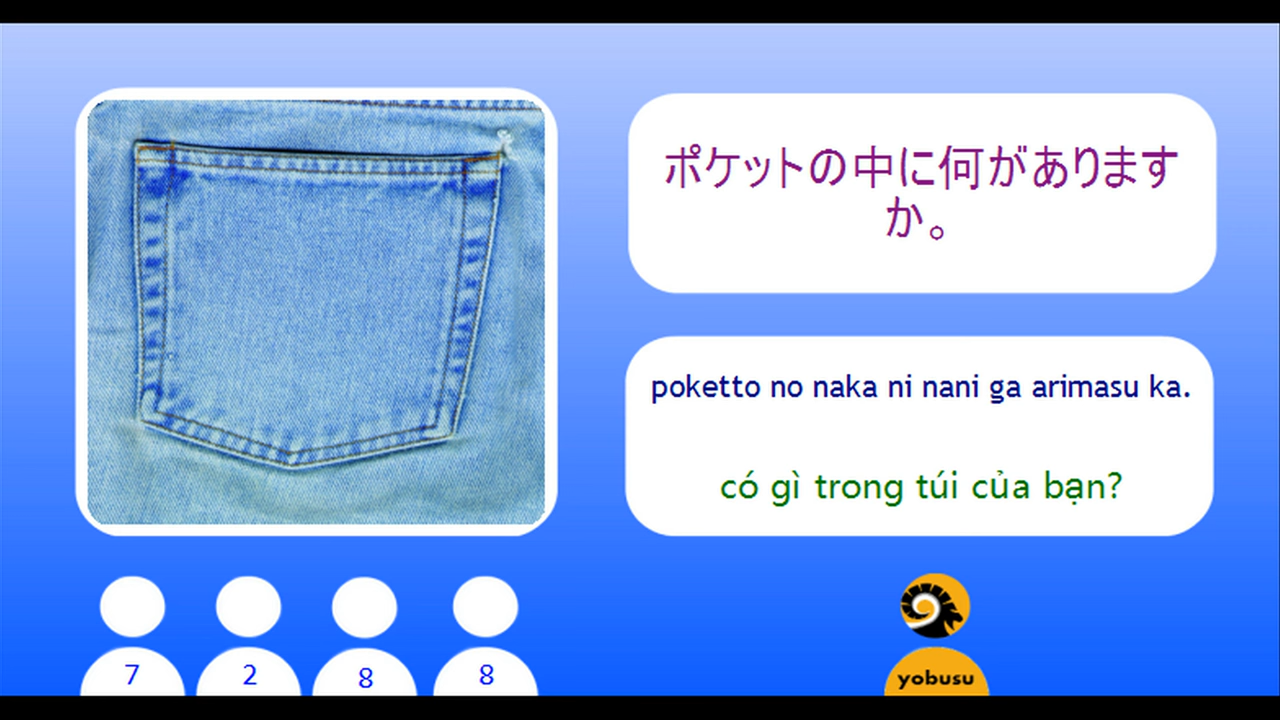 ポケットの中に何があります
か。
poketto no naka ni nani ga arimasu ka.
có gì trong túi của bạn?
7 2 8 8
yobusu